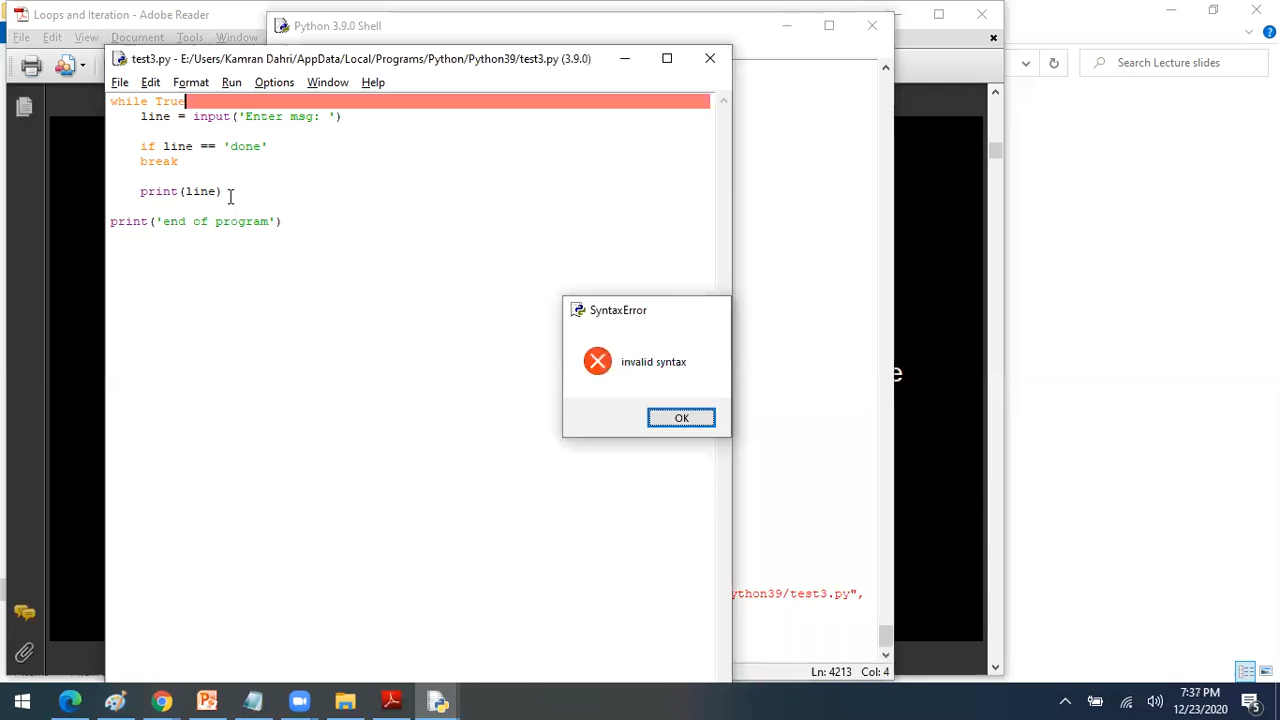 Loops and Iteration - Adobe Reader
File Edit View Document Tools Window
Python 3.9.0 Shell
test3.py - E:/Users/Kamran Dahri/AppData/Local/Programs/Python/Python39/test3.py (3.9.0)
File Edit Format Run Options Window Help
Search Lecture slides
while True
line = input('Enter msg: ')
if line == 'done'
break
print(line)
print('end of program')
SyntaxError
invalid syntax
OK
e
ython39/test3.py",
Ln: 4213 Col: 4
7:37 PM
12/23/2020
5